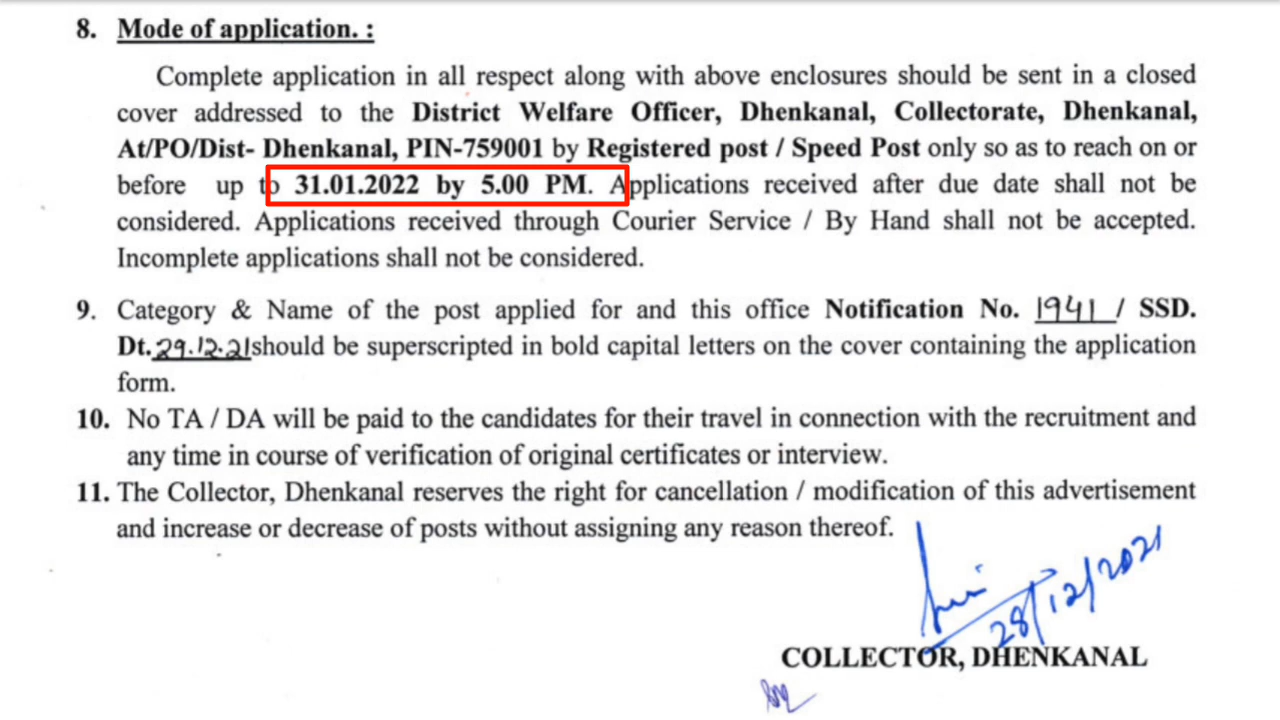 8. Mode of application. :
Complete application in all respect along with above enclosures should be sent in a closed
cover addressed to the District Welfare Officer, Dhenkanal, Collectorate, Dhenkanal,
At/PO/Dist- Dhenkanal, PIN-759001 by Registered post / Speed Post only so as to reach on or
before up to 31.01.2022 by 5.00 PM. Applications received after due date shall not be
considered. Applications received through Courier Service / By Hand shall not be accepted.
Incomplete applications shall not be considered.
9. Category & Name of the post applied for and this office Notification No. 1941 / SSD.
Dt.29.12.21 should be superscripted in bold capital letters on the cover containing the application
form.
10. No TA / DA will be paid to the candidates for their travel in connection with the recruitment and
any time in course of verification of original certificates or interview.
11. The Collector, Dhenkanal reserves the right for cancellation / modification of this advertisement
and increase or decrease of posts without assigning any reason thereof.
28/12/2021
COLLECTOR, DHENKANAL